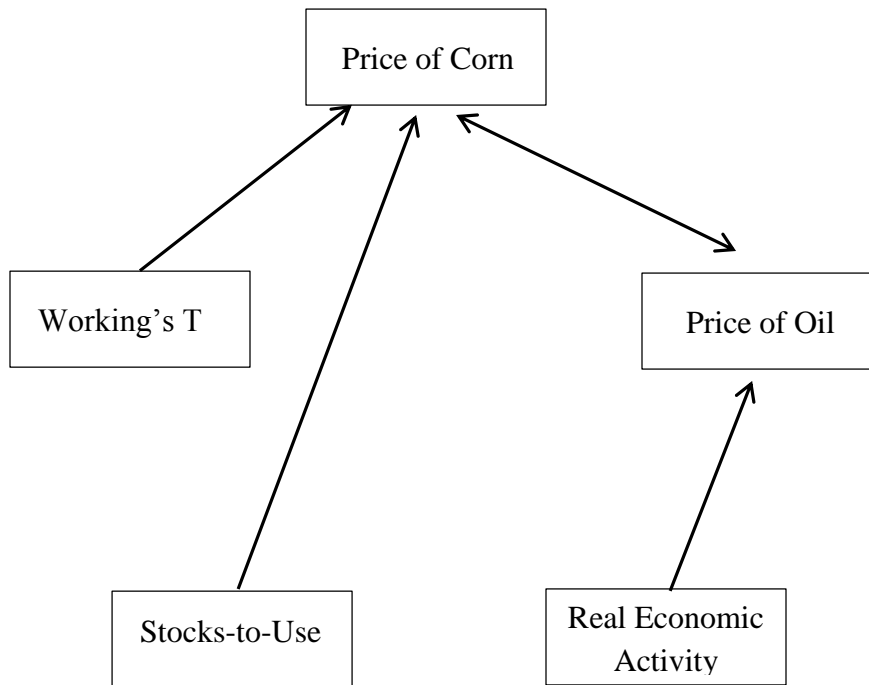 Price of Corn
Working’s T
Price of Oil
Stocks-to-Use
Real Economic
Activity